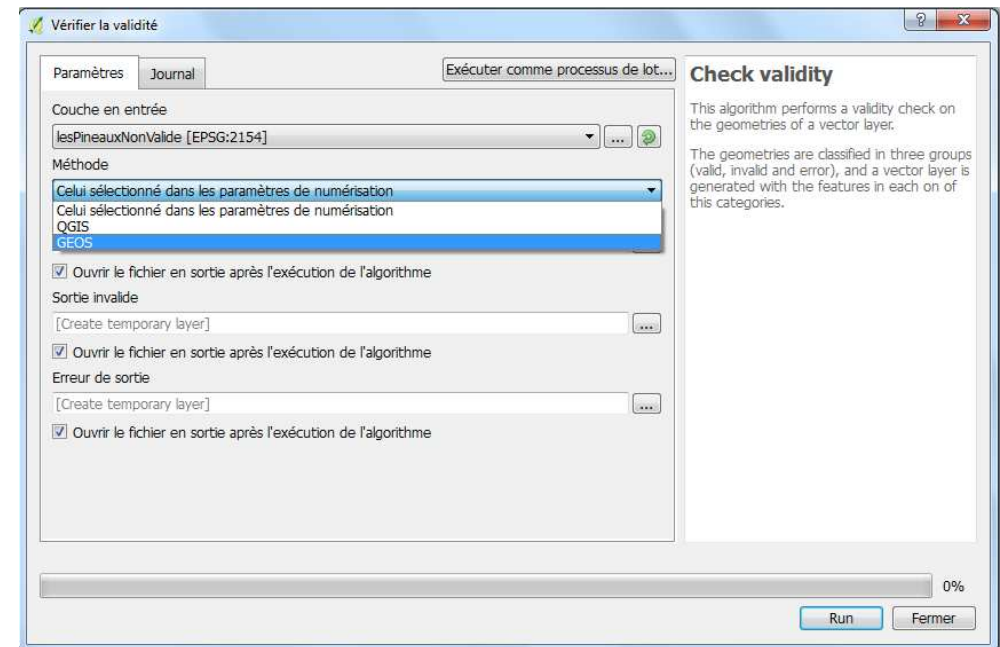 Vérifier la validité
Paramètres
Journal
Exécuter comme processus de lot...
Couche en entrée
lesPineauxNonValide [EPSG:2154]
...
Méthode
Celui sélectionné dans les paramètres de numérisation
Celui sélectionné dans les paramètres de numérisation
QGIS
GEOS
Ouvrir le fichier en sortie après l'exécution de l'algorithme
Sortie invalide
[Create temporary layer]
...
Ouvrir le fichier en sortie après l'exécution de l'algorithme
Erreur de sortie
[Create temporary layer]
...
Ouvrir le fichier en sortie après l'exécution de l'algorithme
Check validity
This algorithm performs a validity check on
the geometries of a vector layer.
The geometries are classified in three groups
(valid, invalid and error), and a vector layer is
generated with the features in each on of
this categories.
0%
Run
Fermer